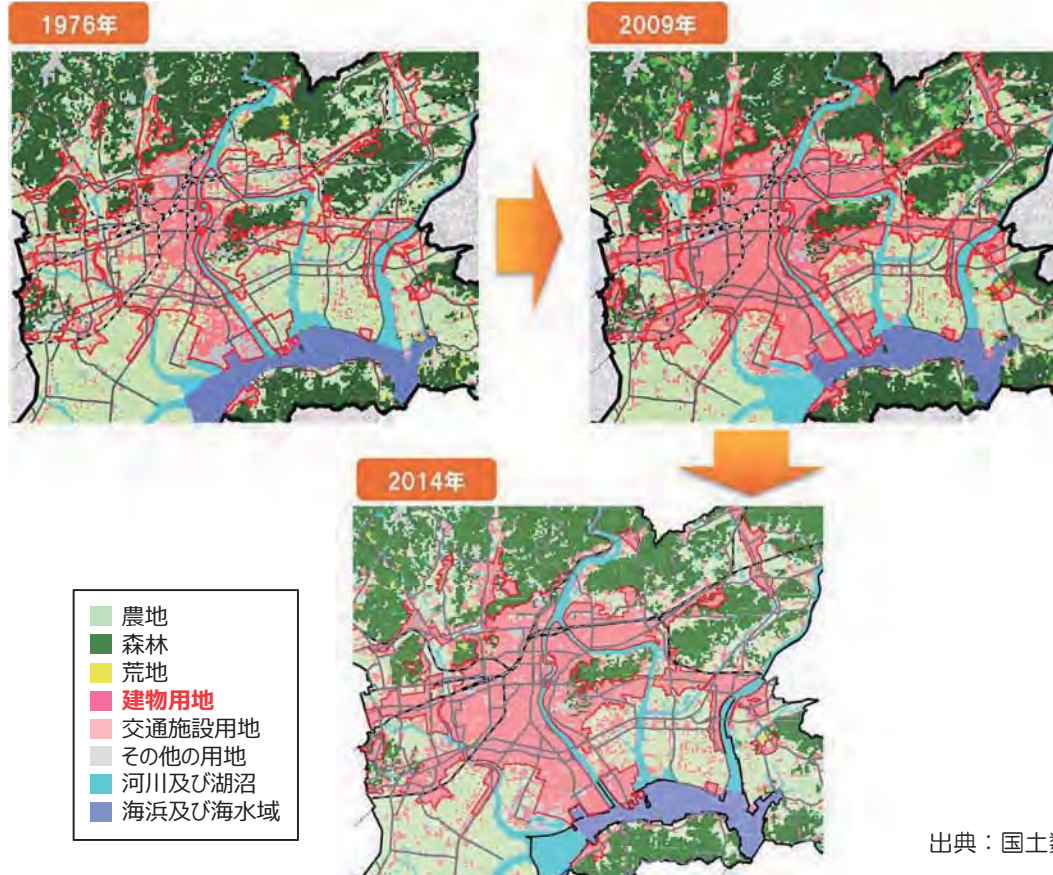 1976年
2009年
2014年
農地
森林
荒地
建物用地
交通施設用地
その他の用地
河川及び湖沼
海浜及び海水域
出典：国土